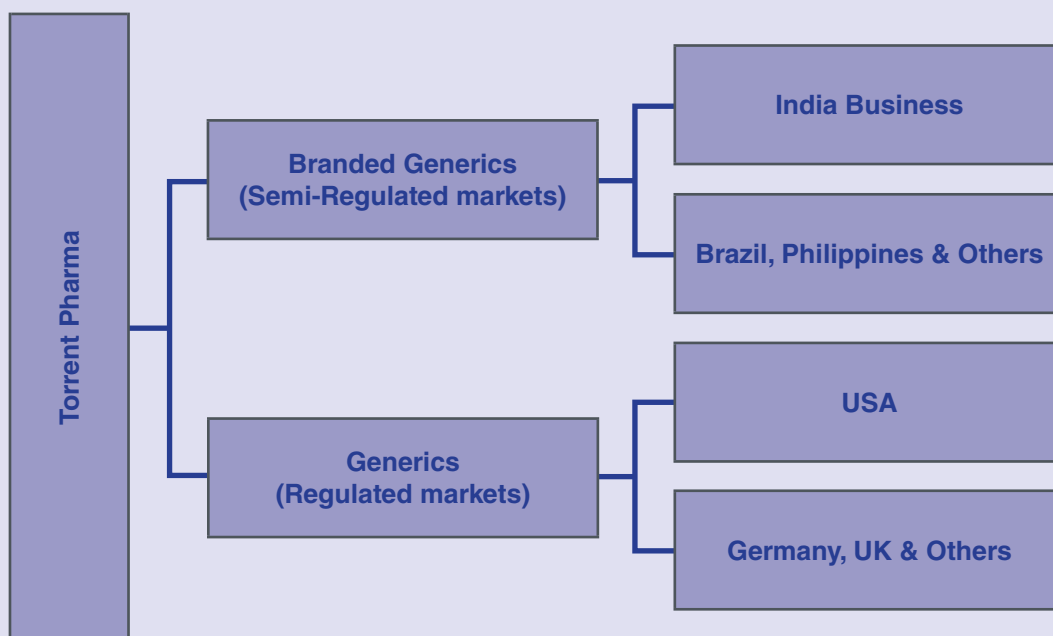 Torrent Pharma
Branded Generics
(Semi-Regulated markets)
India Business
Brazil, Philippines & Others
Generics
(Regulated markets)
USA
Germany, UK & Others